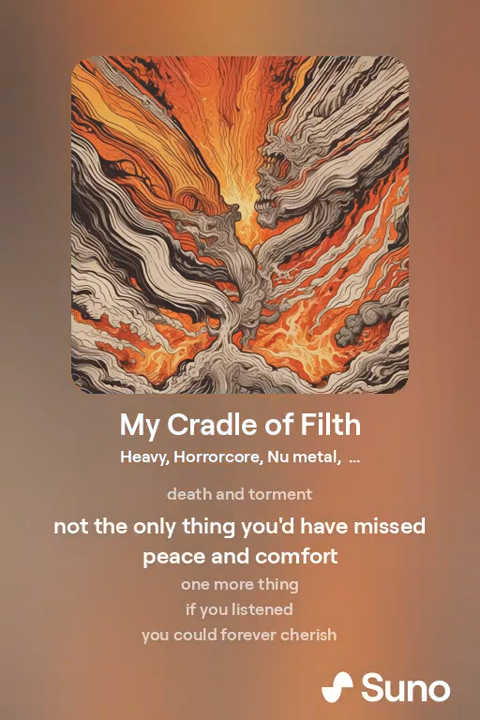 My Cradle of Filth
Heavy, Horrorcore, Nu metal, ...
death and torment
not the only thing you'd have missed
peace and comfort
one more thing
if you listened
you could forever cherish
Suno